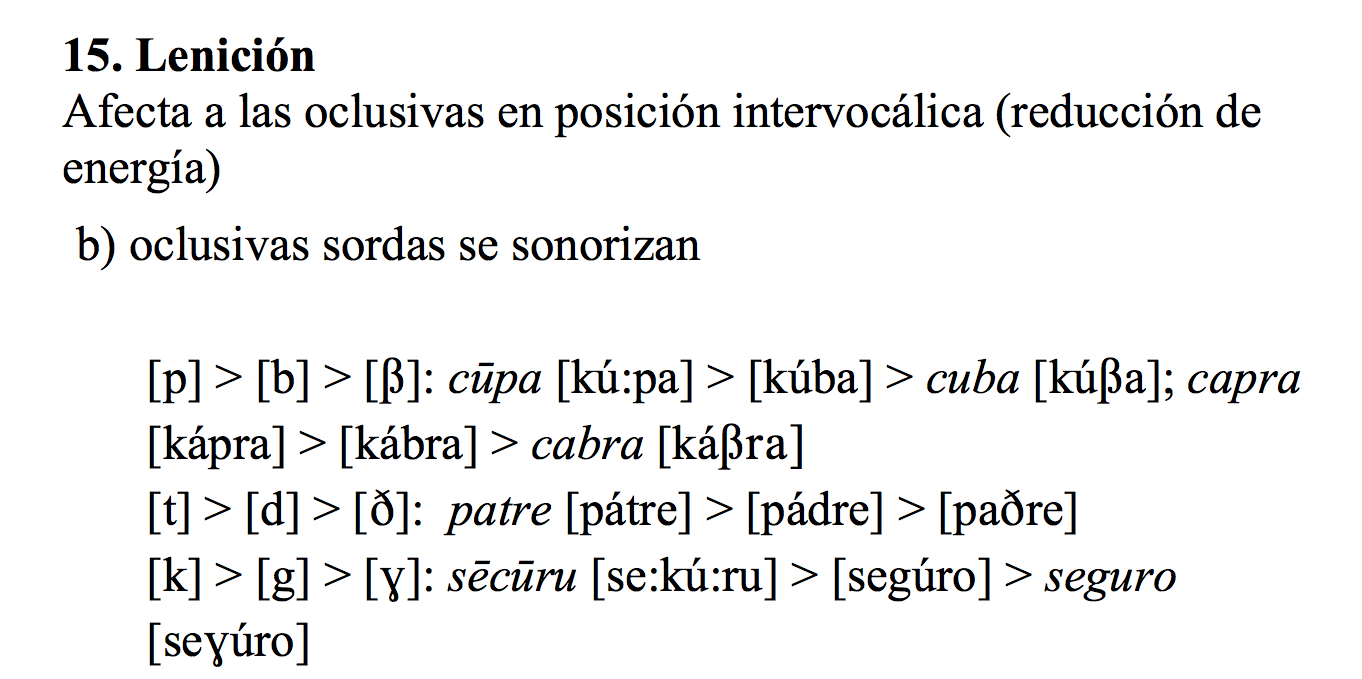 15. Lenición
Afecta a las oclusivas en posición intervocálica (reducción de
energía)
b) oclusivas sordas se sonorizan
[p] > [b] > [β]: cūpa [kú:pa] > [kúba] > cuba [kúβa]; capra
[kápra] > [kábra] > cabra [káβra]
[t] > [d] > [ð]: patre [pátre] > [pádre] > [paðre]
[k] > [g] > [ɣ]: sēcūru [se:kú:ru] > [segúro] > seguro
[seɣúro]